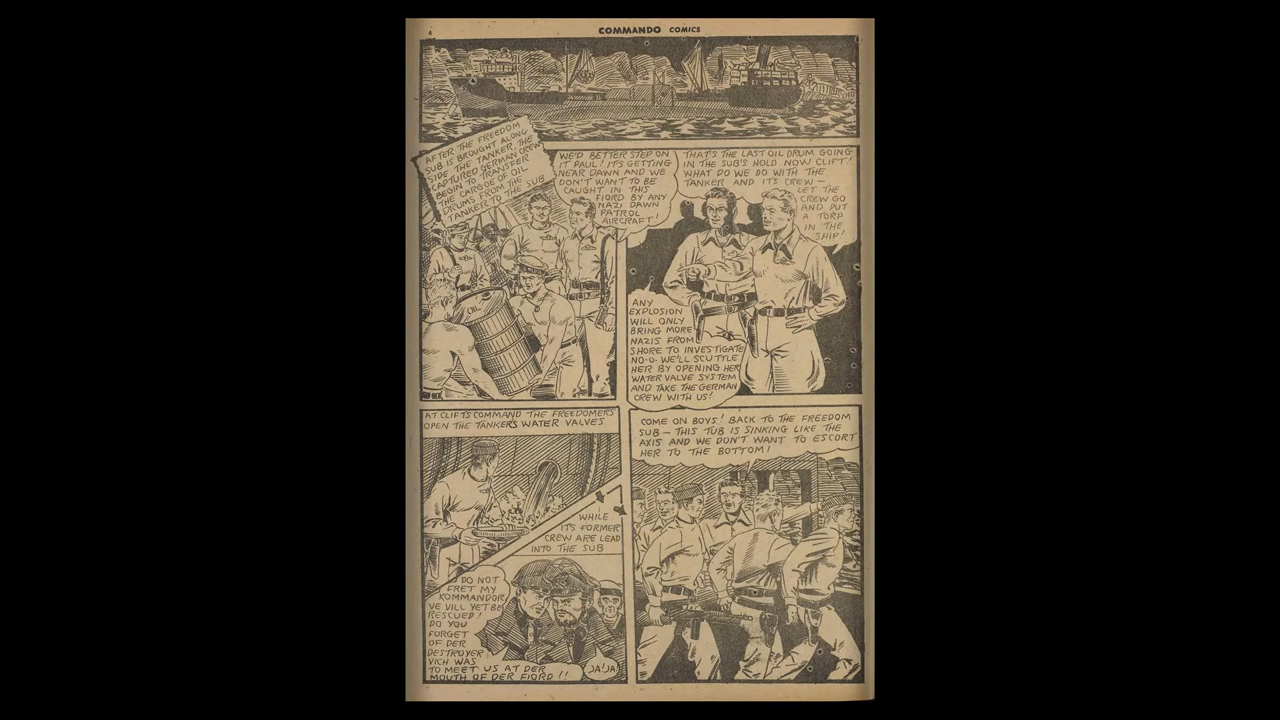 4
COMMANDO COMICS
AFTER THE FREEDOM
SUB IS BROUGHT ALONG
SIDE THE TANKER, THE
CAPTURED GERMAN CREW
BEGIN TO TRANSFER
THE CARGOE OF OIL
DRUMS FROM THE
TANKER TO THE SUB
WE'D BETTER STEP ON
IT PAUL! IT'S GETTING
NEAR DAWN AND WE
DON'T WANT TO BE
CAUGHT IN THIS
FIORD BY ANY
NAZI DAWN
PATROL
AIRCRAFT!
OIL
THAT'S THE LAST OIL DRUM GOING
IN THE SUB'S HOLD NOW CLIFT!
WHAT DO WE DO WITH THE
TANKER AND ITS CREW—
LET THE
CREW GO
AND PUT
A TORP
IN THE
SHIP!
ANY
EXPLOSION
WILL ONLY
BRING MORE
NAZIS FROM
SHORE TO INVESTIGATE
NO-O- WE'LL SCUTTLE
HER BY OPENING HER
WATER VALVE SYSTEM
AND TAKE THE GERMAN
CREW WITH US!
AT CLIFTS COMMAND THE FREEDOMERS
OPEN THE TANKERS WATER VALVES
WHILE
ITS FORMER
CREW ARE LEAD
INTO THE SUB
DO NOT
FRET MY
KOMMANDOR
VE VILL YET BE
RESCUED!
DO YOU
FORGET
OF DER
DESTROYER
VICH WAS
TO MEET US AT DER
MOUTH OF DER FIORD!!
JA! JA!
COME ON BOYS! BACK TO THE FREEDOM
SUB — THIS TUB IS SINKING LIKE THE
AXIS AND WE DON'T WANT TO ESCORT
HER TO THE BOTTOM!